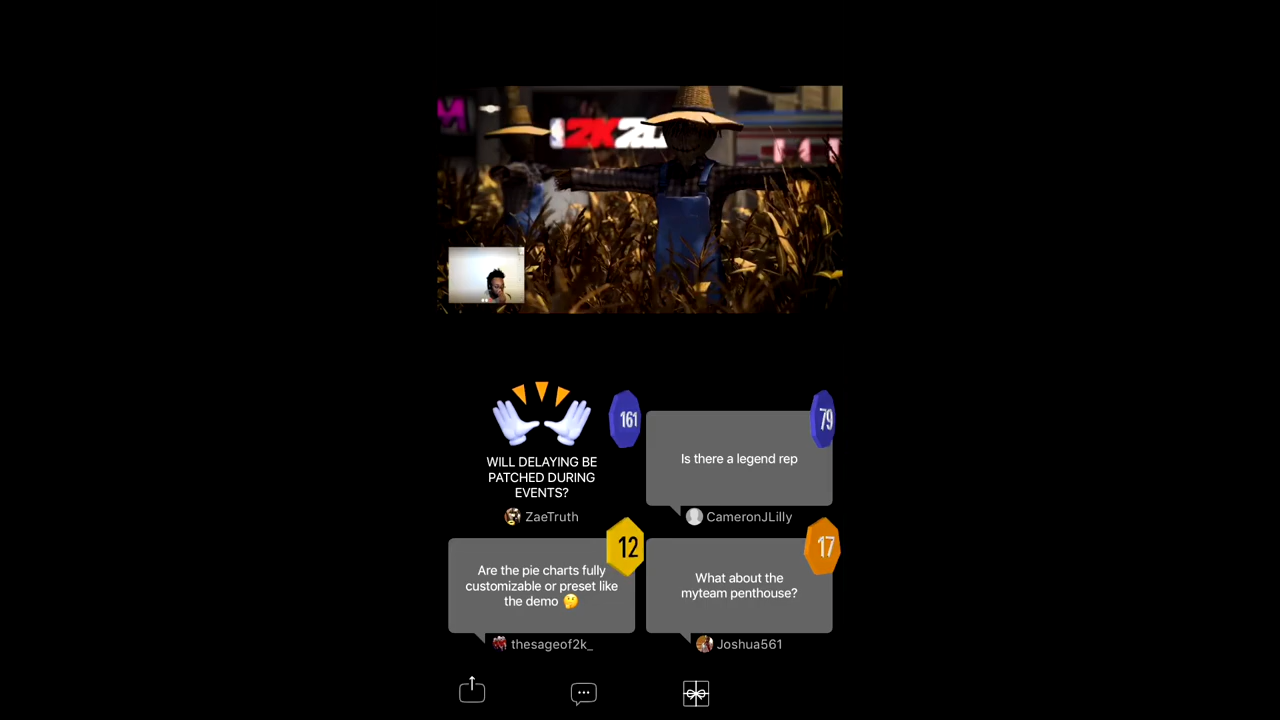 2K20
161
WILL DELAYING BE
PATCHED DURING
EVENTS?
ZaeTruth
79
Is there a legend rep
CameronJLilly
12
Are the pie charts fully
customizable or preset like
the demo 🤔
thesageof2k_
17
What about the
myteam penthouse?
Joshua561